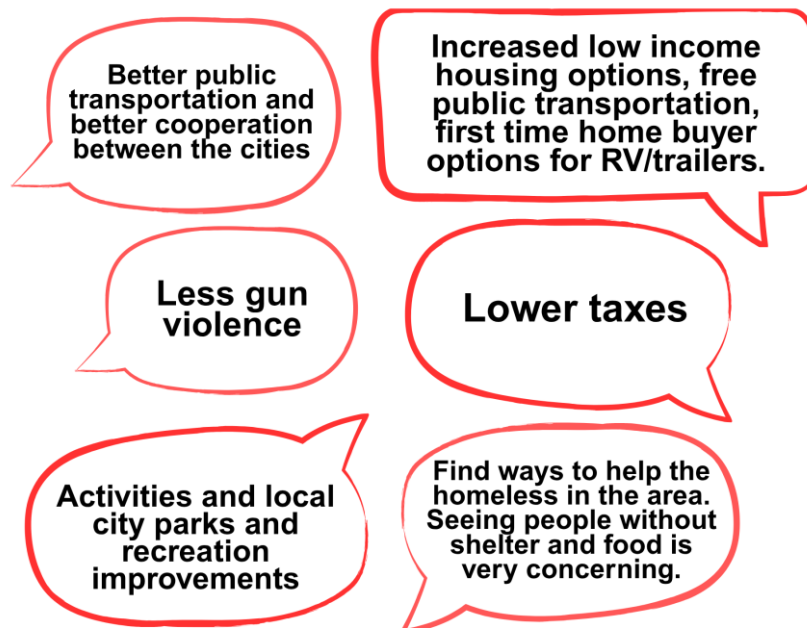 Better public
transportation and
better cooperation
between the cities
Increased low income
housing options, free
public transportation,
first time home buyer
options for RV/trailers.
Less gun
violence
Lower taxes
Activities and local
city parks and
recreation
improvements
Find ways to help the
homeless in the area.
Seeing people without
shelter and food is
very concerning.